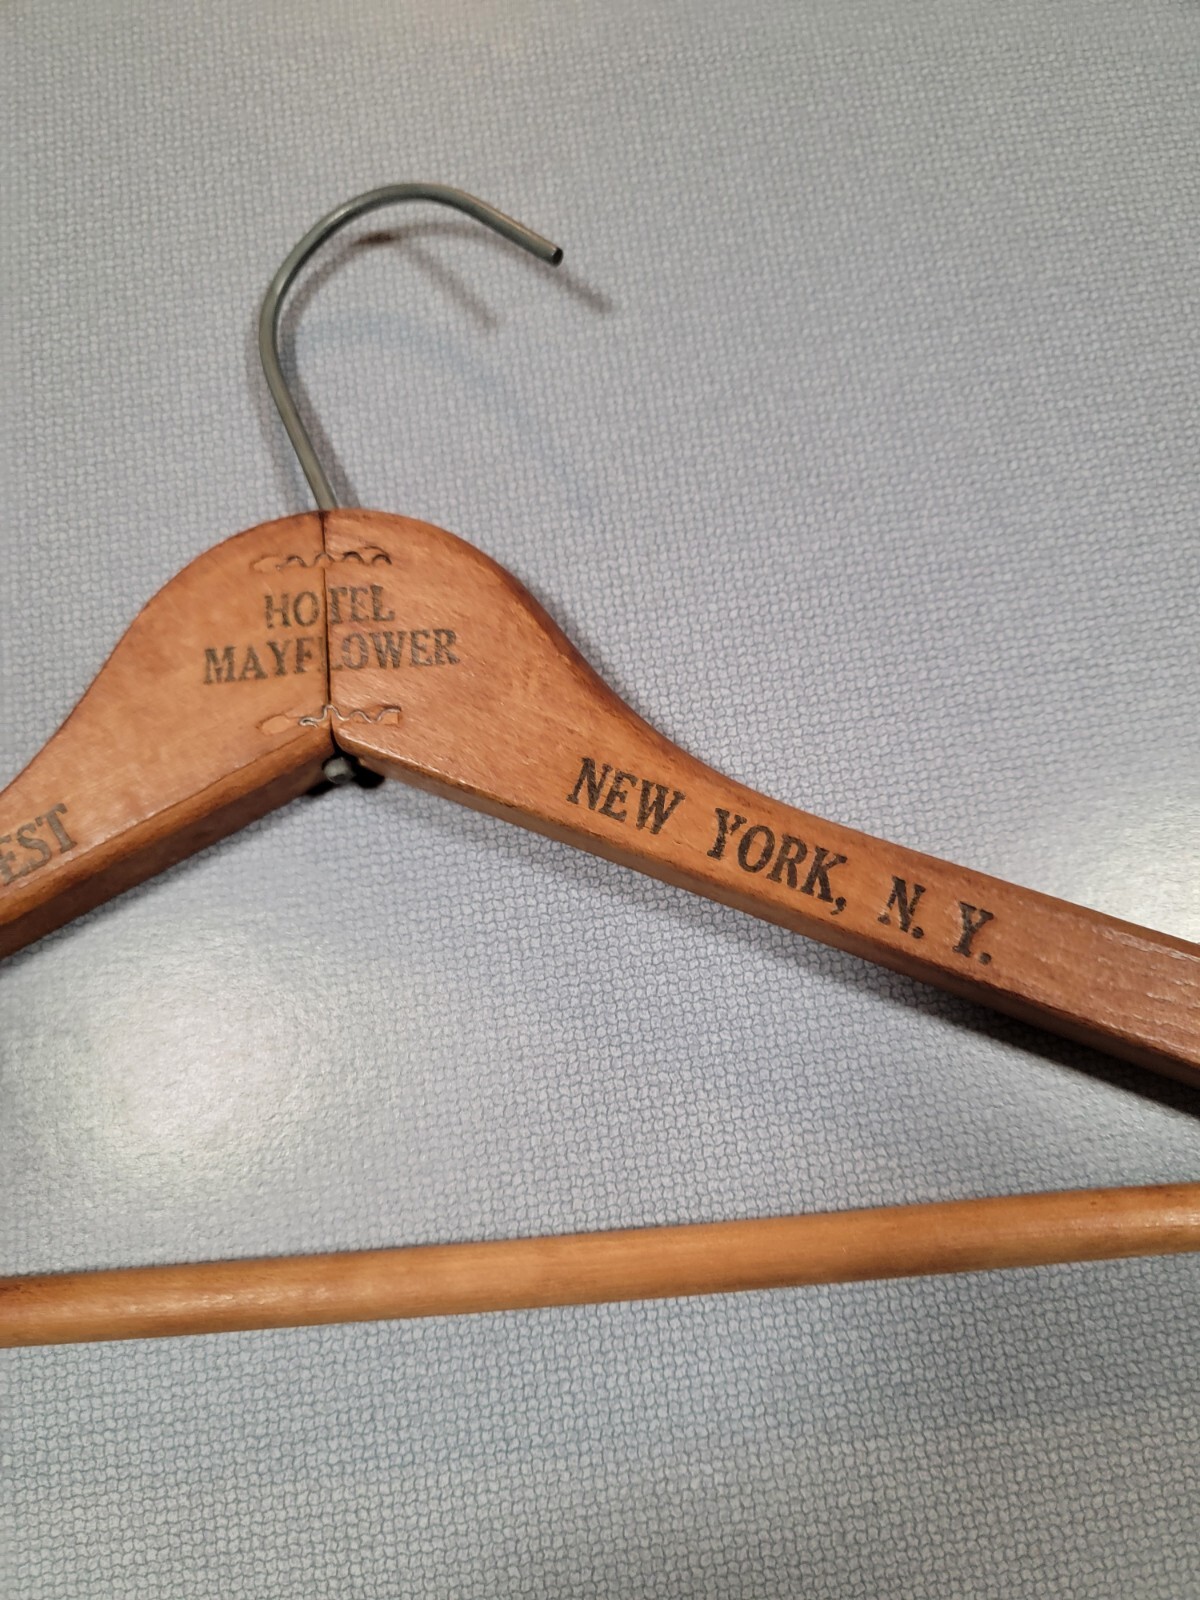 HOTEL
MAYFLOWER
EST
NEW YORK, N. Y.